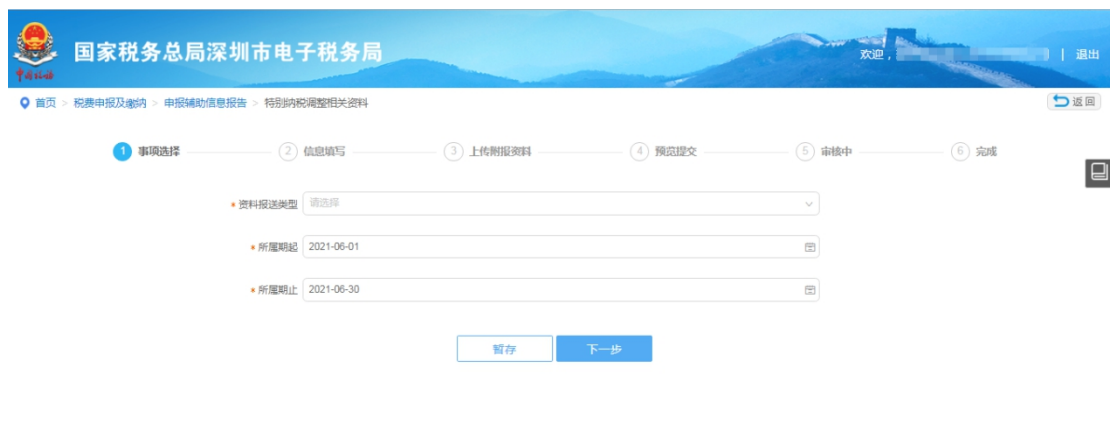 国家税务总局深圳市电子税务局
欢迎, | 退出
中国税务
首页 > 税费申报及缴纳 > 申报辅助信息报告 > 特别纳税调整相关资料
返回
1 事项选择 2 信息填写 3 上传附报资料 4 预览提交 5 审核中 6 完成
* 资料报送类型 请选择
* 所属期起 2021-06-01
* 所属期止 2021-06-30
暂存 下一步